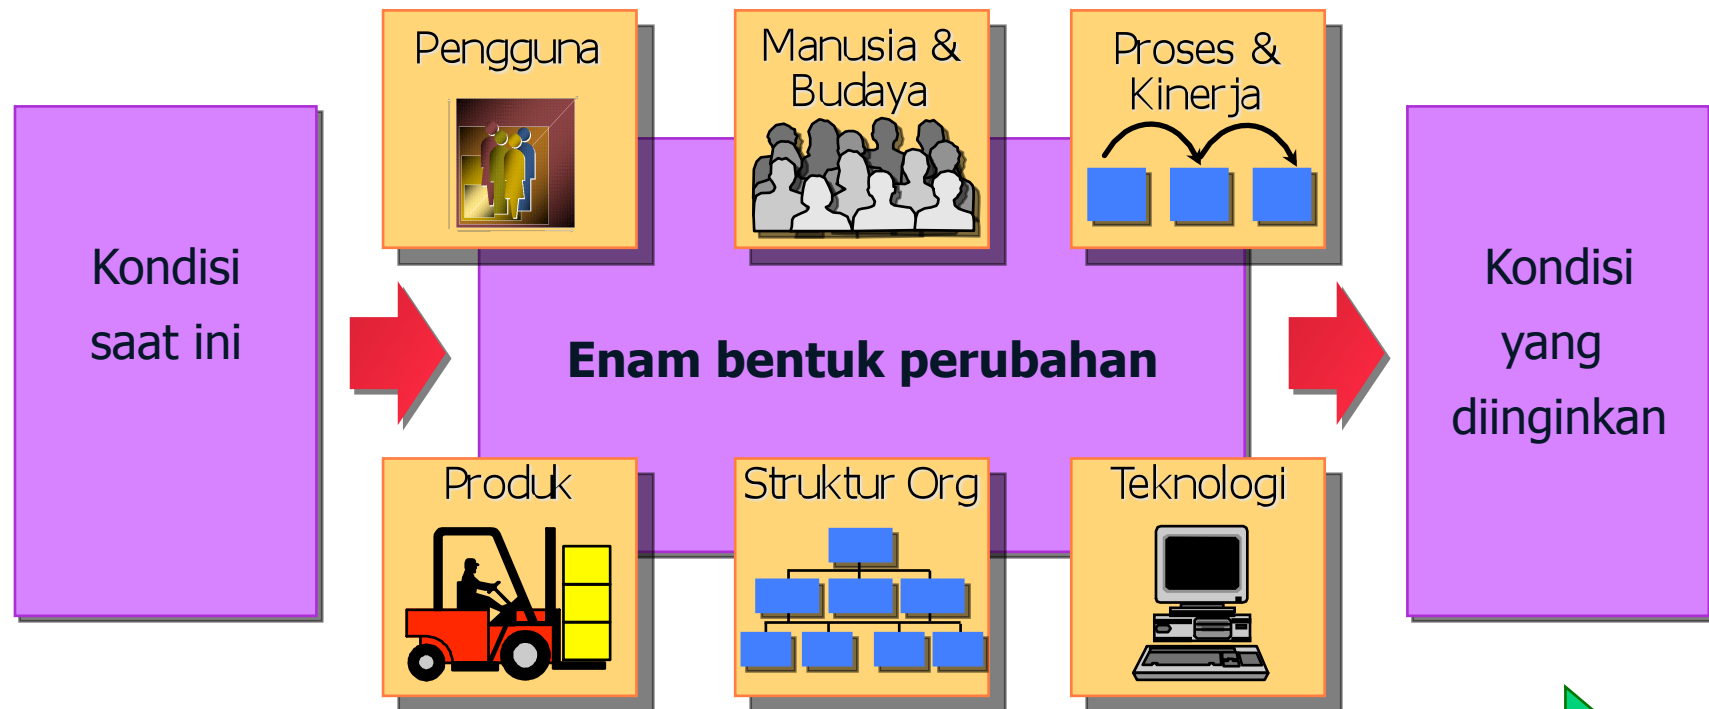 Kondisi
saat ini
Pengguna
Manusia &
Budaya
Proses &
Kinerja
Enam bentuk perubahan
Produk
Struktur Org
Teknologi
Kondisi
yang
diinginkan